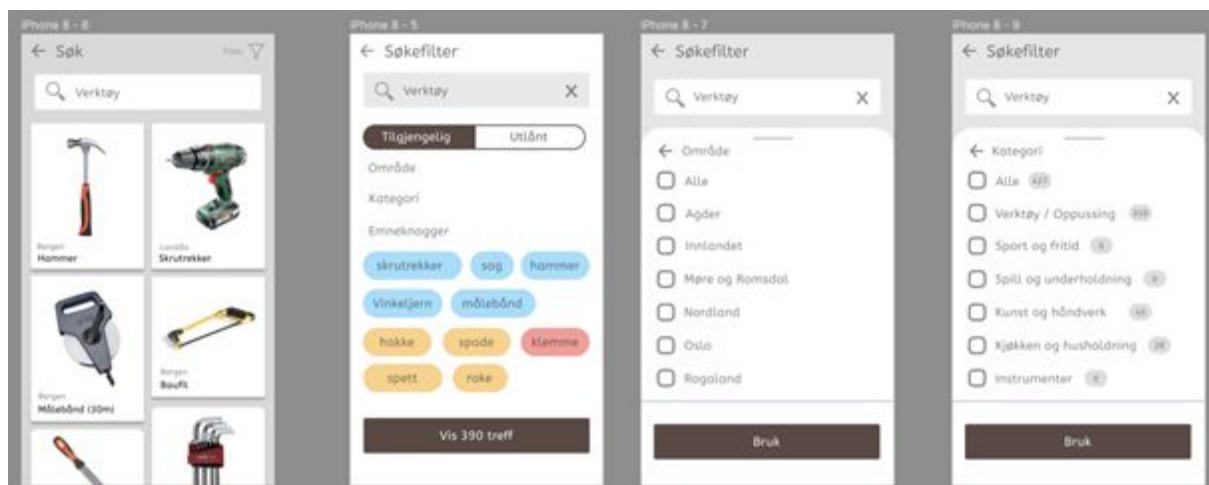 iPhone 8 - 6
← Søk
Verktøy
Bergen
Hammer
Skrutrekker
Bergen
Målebånd (30m)
Bergen
Baufil
iPhone 8 - 5
← Søkefilter
Verktøy X
Tilgjengelig Utlånt
Område
Kategori
Emneknagger
skrutrekker sag hammer
Vinkeljern målebånd
hakke spade klemme
spett rake
Vis 390 treff
iPhone 8 - 7
← Søkefilter
Verktøy X
← Område
Alle
Agder
Innlandet
Møre og Romsdal
Nordland
Oslo
Rogaland
Bruk
iPhone 8 - 9
← Søkefilter
Verktøy X
← Kategori
Alle
Verktøy / Oppussing
Sport og fritid
Spill og underholdning
Kunst og håndverk
Kjøkken og husholdning
Instrumenter
Bruk